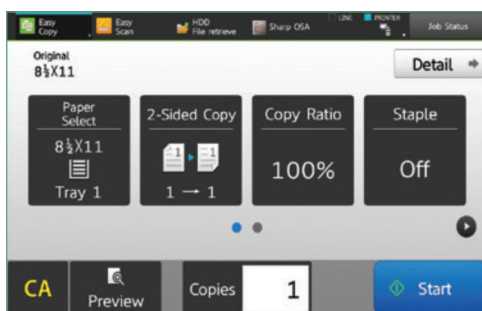 Easy
Copy
Easy
Scan
HDD
File retrieve
Sharp OSA
LINE
PRINTER
Job Status
Original
8½X11
Detail
Paper
Select
8½X11
Tray 1
2-Sided Copy
1 1
1 → 1
Copy Ratio
100%
Staple
Off
CA
Preview
Copies
1
Start